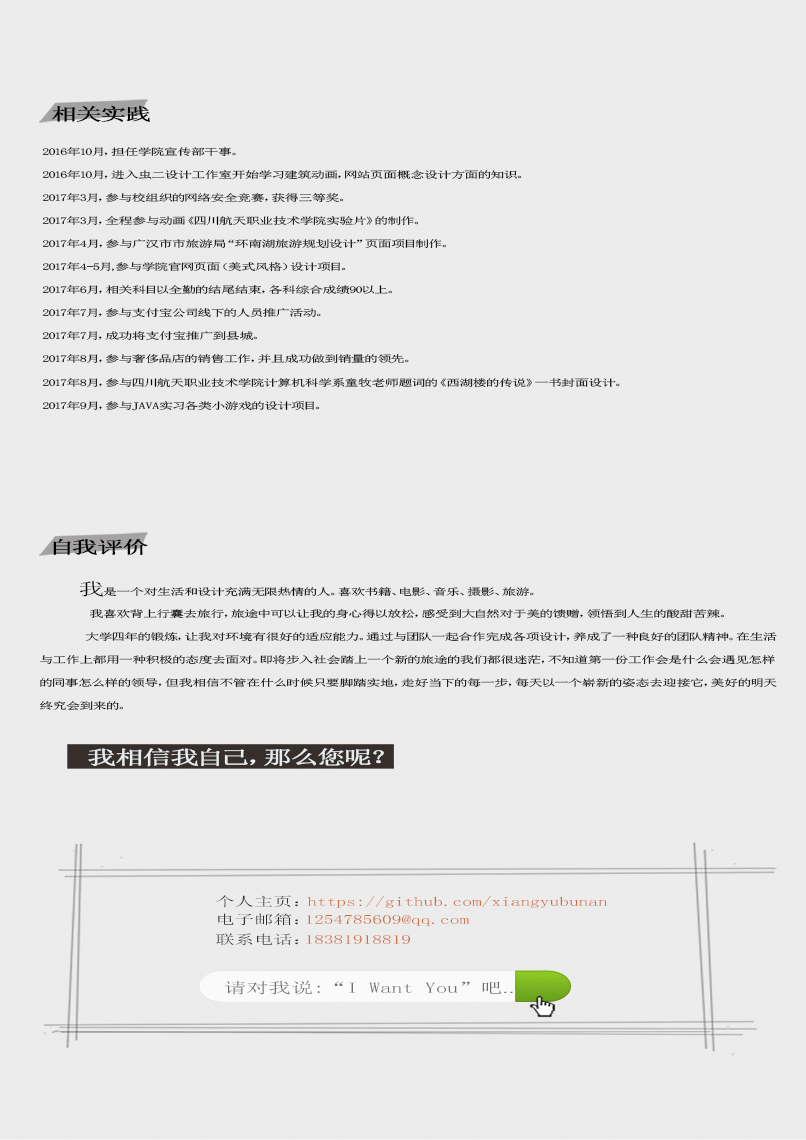 相关实践
2016年10月，担任学院宣传部干事。
2016年10月，进入虫二设计工作室开始学习建筑动画，网站页面概念设计方面的知识。
2017年3月，参与校组织的网络安全竞赛，获得三等奖。
2017年3月，全程参与动画《四川航天职业技术学院实验片》的制作。
2017年4月，参与广汉市市旅游局“环南湖旅游规划设计”页面项目制作。
2017年4-5月,参与学院官网页面（美式风格）设计项目。
2017年6月，相关科目以全勤的结尾结束，各科综合成绩90以上。
2017年7月，参与支付宝公司线下的人员推广活动。
2017年7月，成功将支付宝推广到县城。
2017年8月，参与奢侈品店的销售工作，并且成功做到销量的领先。
2017年8月，参与四川航天职业技术学院计算机科学系童牧老师题词的《西湖楼的传说》一书封面设计。
2017年9月，参与JAVA实习各类小游戏的设计项目。
自我评价
我是一个对生活和设计充满无限热情的人。喜欢书籍、电影、音乐、摄影、旅游。
我喜欢背上行囊去旅行，旅途中可以让我的身心得以放松，感受到大自然对于美的馈赠，领悟到人生的酸甜苦辣。
大学四年的锻炼，让我对环境有很好的适应能力。通过与团队一起合作完成各项设计，养成了一种良好的团队精神。在生活
与工作上都用一种积极的态度去面对。即将步入社会踏上一个新的旅途的我们都很迷茫，不知道第一份工作会是什么会遇见怎样
的同事怎么样的领导，但我相信不管在什么时候只要脚踏实地，走好当下的每一步，每天以一个崭新的姿态去迎接它，美好的明天
终究会到来的。
我相信我自己，那么您呢？
个人主页：https://github.com/xiangyubunan
电子邮箱：1254785609@qq.com
联系电话：18381918819
请对我说：“I Want You”吧..